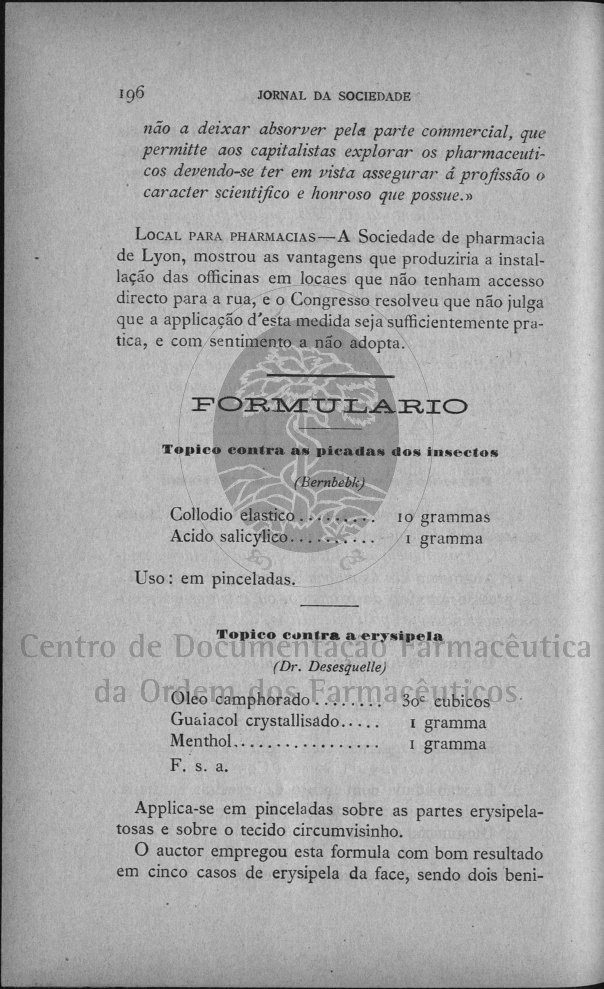 196 JORNAL DA SOCIEDADE
não a deixar absorver pela parte commercial, que
permitte aos capitalistas explorar os pharmaceuti-
cos devendo-se ter em vista assegurar á profissão o
caracter scientifico e honroso que possue.»
LOCAL PARA PHARMACIAS—A Sociedade de pharmacia
de Lyon, mostrou as vantagens que produziria a instal-
lação das officinas em locaes que não tenham accesso
directo para a rua, e o Congresso resolveu que não julga
que a applicação d'esta medida seja sufficientemente pra-
tica, e com sentimento a não adopta.
FORMULARIO
Topico contra as picadas dos insectos
(Bernbebk)
Collodio elastico ......... 10 grammas
Acido salicylico.......... 1 gramma
Uso: em pinceladas.
Topico contra a erysipela
Centro de Documentação Farmacêutica
(Dr. Desesquelle)
da Ordem dos Farmacêuticos
Oleo camphorado ........ 30c cubicos
Guaiacol crystallisado..... 1 gramma
Menthol................. 1 gramma
F. s. a.
Applica-se em pinceladas sobre as partes erysipela-
tosas e sobre o tecido circumvisinho.
O auctor empregou esta formula com bom resultado
em cinco casos de erysipela da face, sendo dois beni-